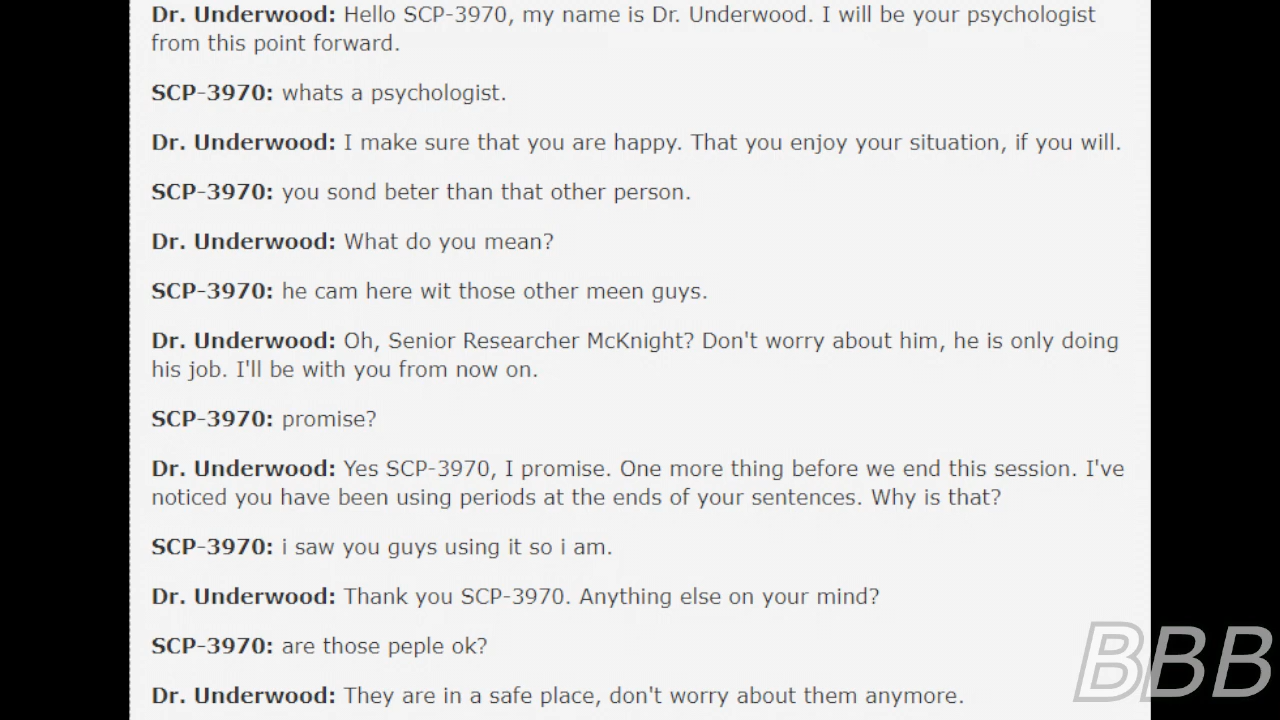 Dr. Underwood: Hello SCP-3970, my name is Dr. Underwood. I will be your psychologist
from this point forward.
SCP-3970: whats a psychologist.
Dr. Underwood: I make sure that you are happy. That you enjoy your situation, if you will.
SCP-3970: you sond beter than that other person.
Dr. Underwood: What do you mean?
SCP-3970: he cam here wit those other meen guys.
Dr. Underwood: Oh, Senior Researcher McKnight? Don't worry about him, he is only doing
his job. I'll be with you from now on.
SCP-3970: promise?
Dr. Underwood: Yes SCP-3970, I promise. One more thing before we end this session. I've
noticed you have been using periods at the ends of your sentences. Why is that?
SCP-3970: i saw you guys using it so i am.
Dr. Underwood: Thank you SCP-3970. Anything else on your mind?
SCP-3970: are those peple ok?
Dr. Underwood: They are in a safe place, don't worry about them anymore.
BBB